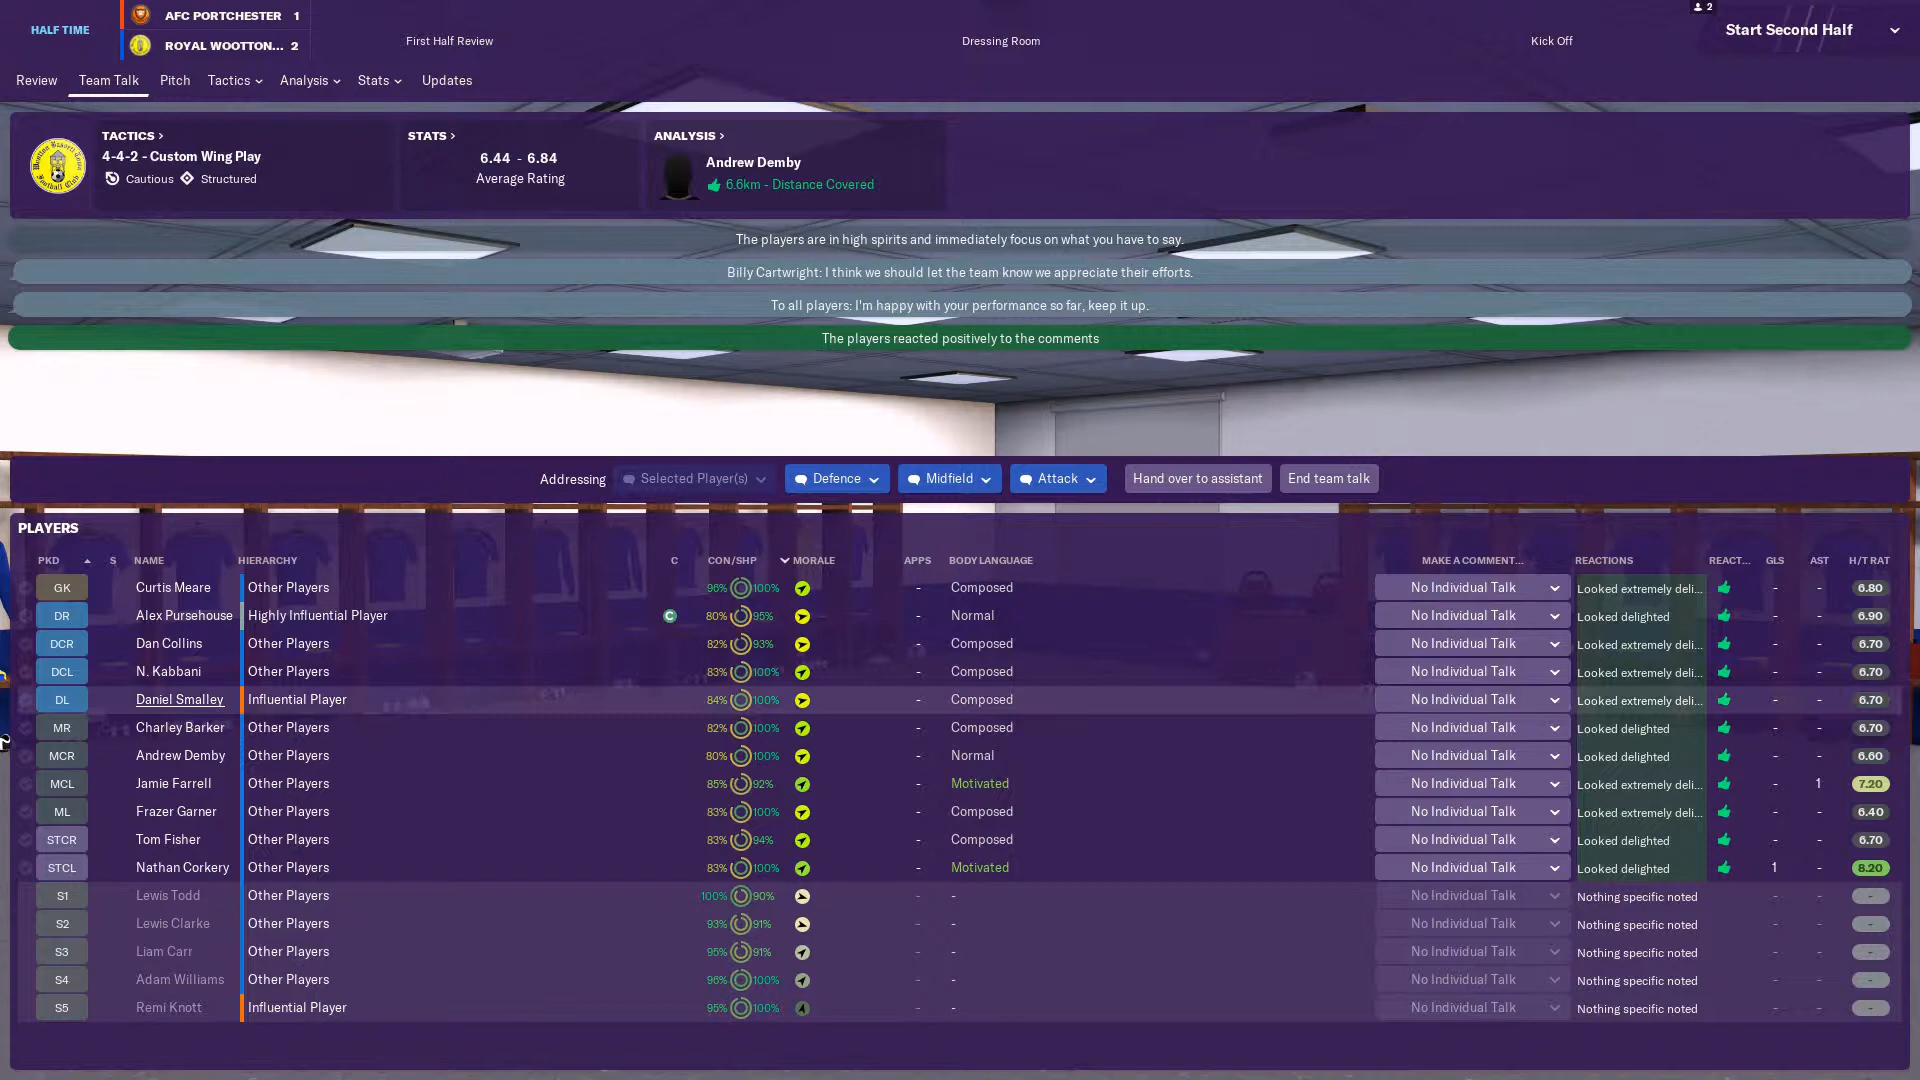 HALF TIME
AFC PORTCHESTER 1
ROYAL WOOTTON... 2
First Half Review
Dressing Room
Kick Off
2
Start Second Half
Review
Team Talk
Pitch
Tactics
Analysis
Stats
Updates
TACTICS >
4-4-2 - Custom Wing Play
Cautious Structured
STATS >
6.44 - 6.84
Average Rating
ANALYSIS >
Andrew Demby
6.6km - Distance Covered
The players are in high spirits and immediately focus on what you have to say.
Billy Cartwright: I think we should let the team know we appreciate their efforts.
To all players: I'm happy with your performance so far, keep it up.
The players reacted positively to the comments
Addressing Selected Player(s) Defence Midfield Attack Hand over to assistant End team talk
PLAYERS
PKD S NAME HIERARCHY C CON/SHP MORALE APPS BODY LANGUAGE MAKE A COMMENT... REACTIONS REACT... GLS AST H/T RAT
GK Curtis Meare Other Players 96% 100% - Composed No Individual Talk Looked extremely deli... - - 6.80
DR Alex Pursehouse Highly Influential Player C 80% 95% - Normal No Individual Talk Looked delighted - - 6.90
DCR Dan Collins Other Players 82% 93% - Composed No Individual Talk Looked extremely deli... - - 6.70
DCL N. Kabbani Other Players 83% 100% - Composed No Individual Talk Looked extremely deli... - - 6.70
DL Daniel Smalley Influential Player 84% 100% - Composed No Individual Talk Looked extremely deli... - - 6.70
MR Charley Barker Other Players 82% 100% - Composed No Individual Talk Looked delighted - - 6.70
MCR Andrew Demby Other Players 80% 100% - Normal No Individual Talk Looked delighted - - 6.60
MCL Jamie Farrell Other Players 85% 92% - Motivated No Individual Talk Looked extremely deli... - 1 7.20
ML Frazer Garner Other Players 83% 100% - Composed No Individual Talk Looked extremely deli... - - 6.40
STCR Tom Fisher Other Players 83% 94% - Composed No Individual Talk Looked delighted - - 6.70
STCL Nathan Corkery Other Players 83% 100% - Motivated No Individual Talk Looked delighted 1 - 8.20
S1 Lewis Todd Other Players 100% 90% - - No Individual Talk Nothing specific noted - - -
S2 Lewis Clarke Other Players 93% 91% - - No Individual Talk Nothing specific noted - - -
S3 Liam Carr Other Players 95% 91% - - No Individual Talk Nothing specific noted - - -
S4 Adam Williams Other Players 96% 100% - - No Individual Talk Nothing specific noted - - -
S5 Remi Knott Influential Player 95% 100% - - No Individual Talk Nothing specific noted - - -